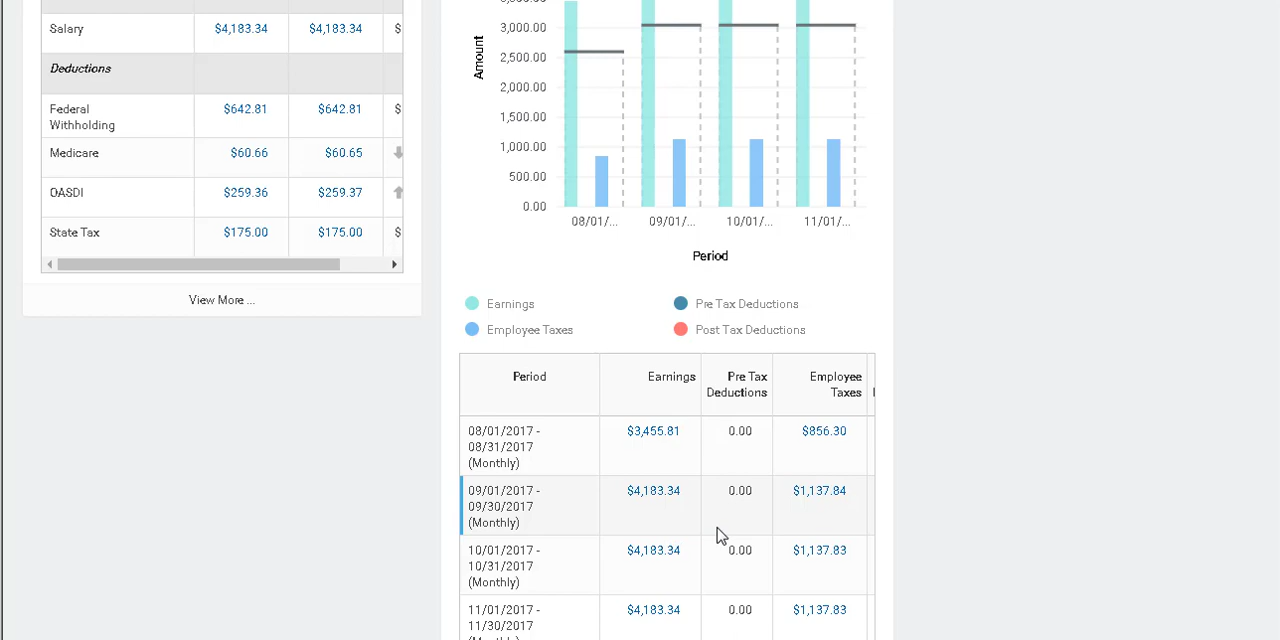 Salary $4,183.34 $4,183.34 $
Deductions
Federal
Withholding $642.81 $642.81 $
Medicare $60.66 $60.65
OASDI $259.36 $259.37
State Tax $175.00 $175.00 $
View More ...
Amount
3,000.00
2,500.00
2,000.00
1,500.00
1,000.00
500.00
0.00
08/01/... 09/01/... 10/01/... 11/01/...
Period
Earnings Pre Tax Deductions
Employee Taxes Post Tax Deductions
Period Earnings Pre Tax Employee
Deductions Taxes
08/01/2017 - $3,455.81 0.00 $856.30
08/31/2017
(Monthly)
09/01/2017 - $4,183.34 0.00 $1,137.84
09/30/2017
(Monthly)
10/01/2017 - $4,183.34 0.00 $1,137.83
10/31/2017
(Monthly)
11/01/2017 - $4,183.34 0.00 $1,137.83
11/30/2017